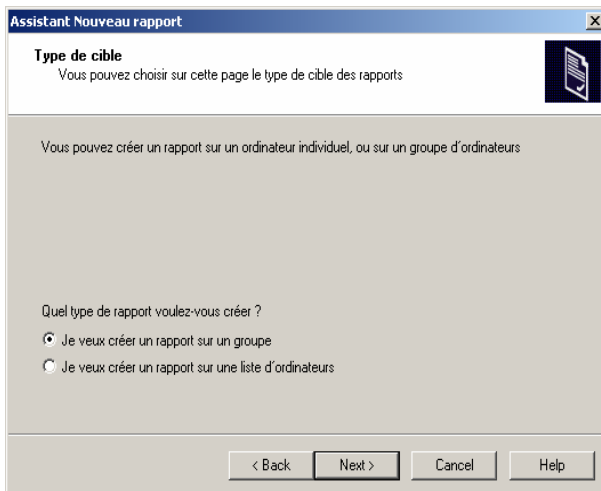 Assistant Nouveau rapport
Type de cible
Vous pouvez choisir sur cette page le type de cible des rapports
Vous pouvez créer un rapport sur un ordinateur individuel, ou sur un groupe d'ordinateurs
Quel type de rapport voulez-vous créer ?
Je veux créer un rapport sur un groupe
Je veux créer un rapport sur une liste d'ordinateurs
< Back Next > Cancel Help